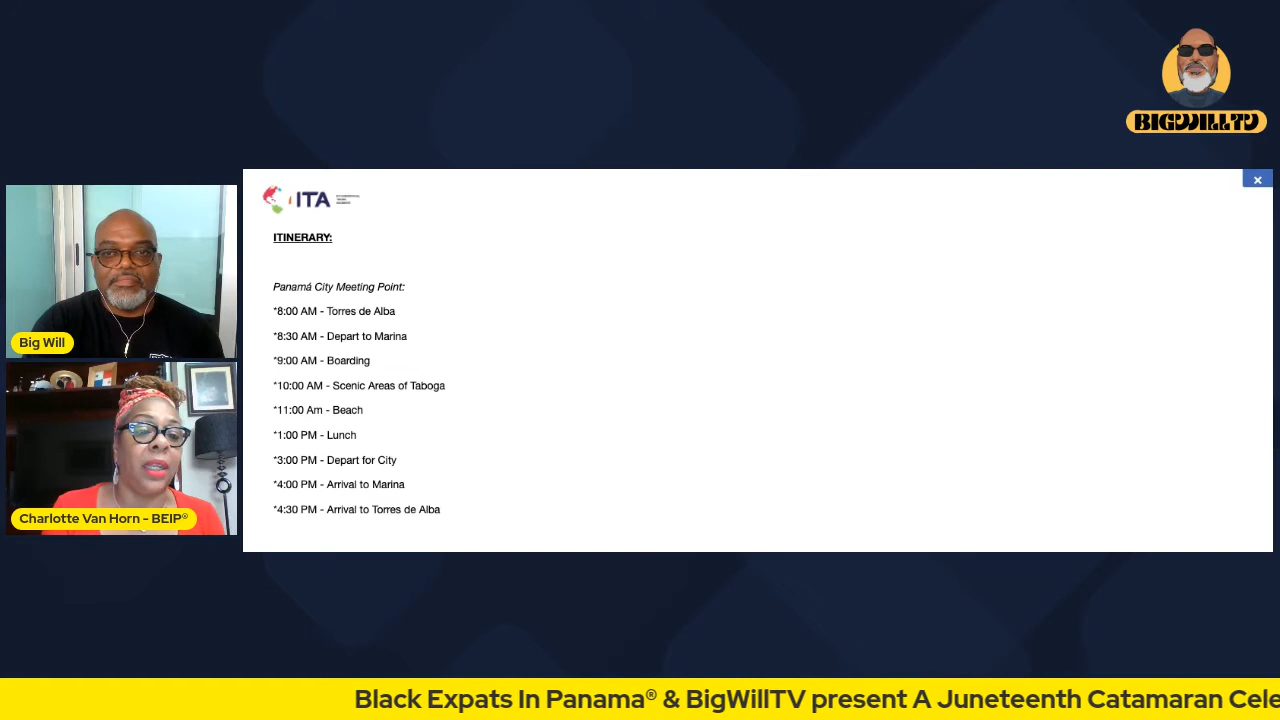 BIGWILLTV
×
ITA
ITINERARY:
Panamá City Meeting Point:
*8:00 AM - Torres de Alba
*8:30 AM - Depart to Marina
*9:00 AM - Boarding
*10:00 AM - Scenic Areas of Taboga
*11:00 Am - Beach
*1:00 PM - Lunch
*3:00 PM - Depart for City
*4:00 PM - Arrival to Marina
*4:30 PM - Arrival to Torres de Alba
Big Will
Charlotte Van Horn - BEIP®
Black Expats In Panama® & BigWillTV present A Juneteenth Catamaran Cele